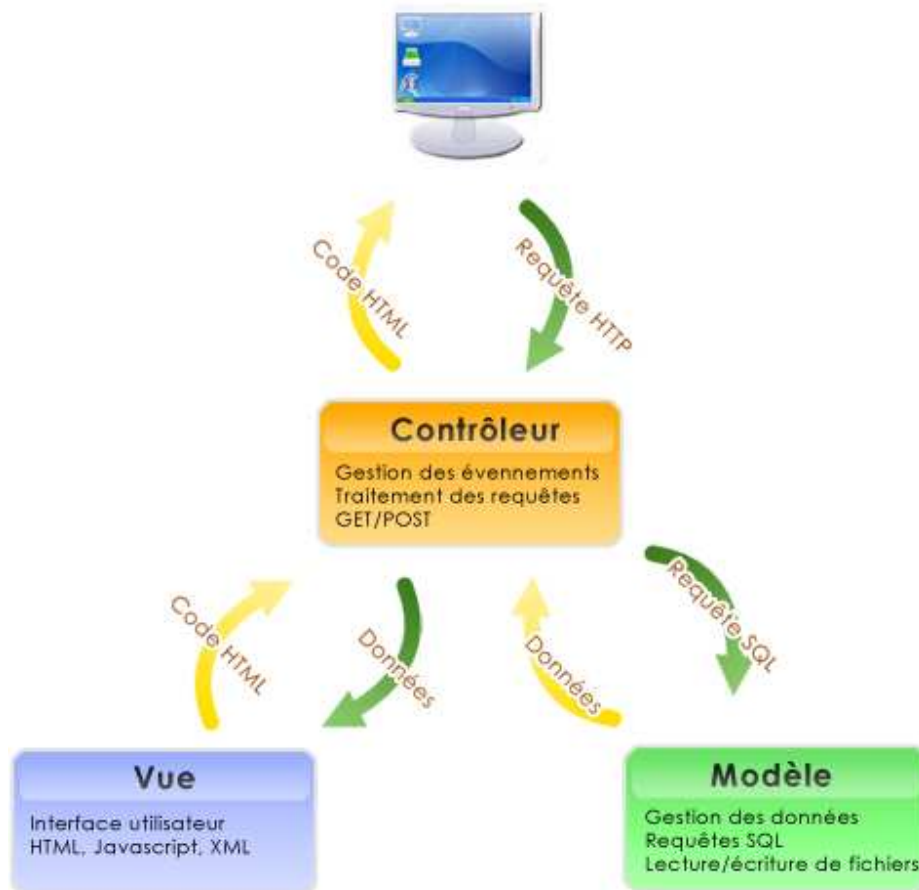 Code HTML
Requête HTTP
Contrôleur
Gestion des évennements
Traitement des requêtes
GET/POST
Code HTML
Données
Données
Requête SQL
Vue
Interface utilisateur
HTML, Javascript, XML
Modèle
Gestion des données
Requêtes SQL
Lecture/écriture de fichiers